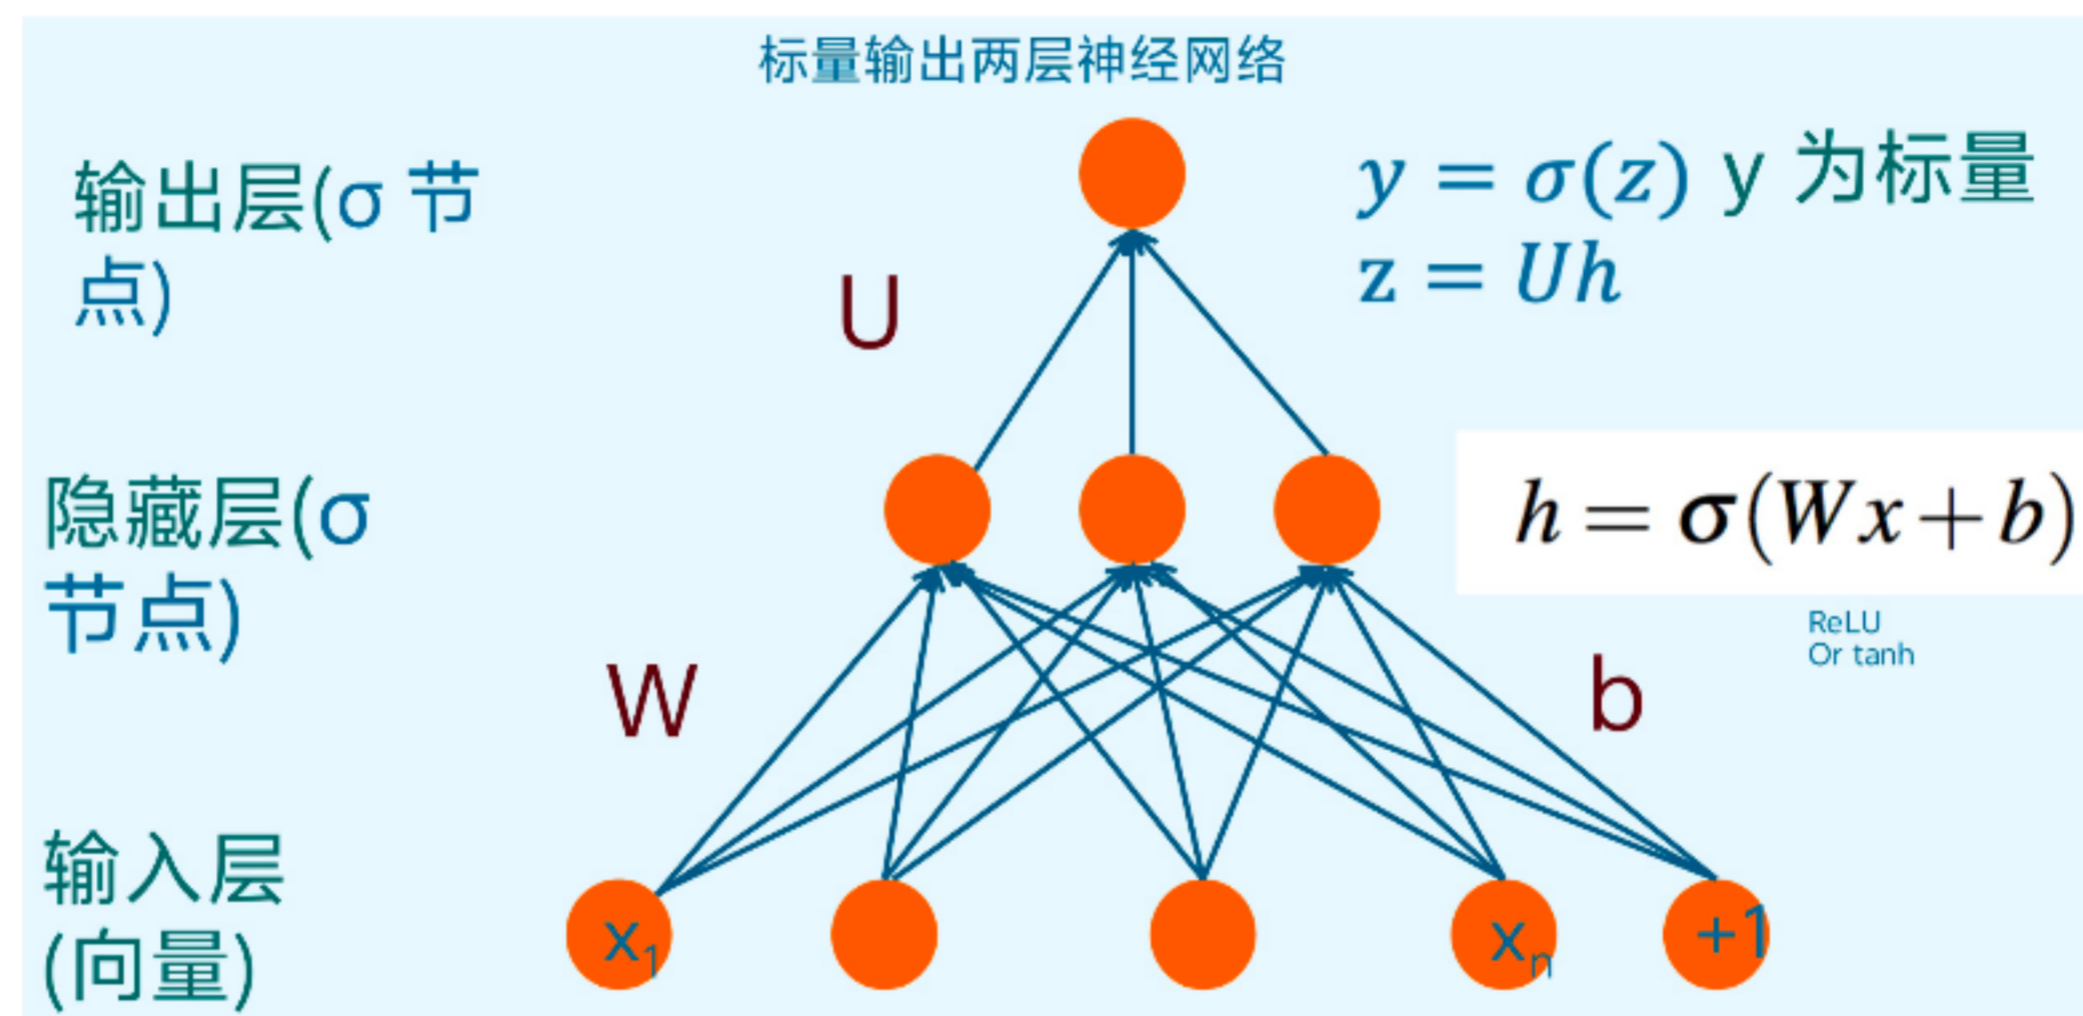 标量输出两层神经网络
输出层(σ 节
点)
y = σ(z) y 为标量
z = Uh
U
隐藏层(σ
节点)
h = σ(Wx+b)
ReLU
Or tanh
W
b
输入层
(向量)
x₁
xₙ
+1